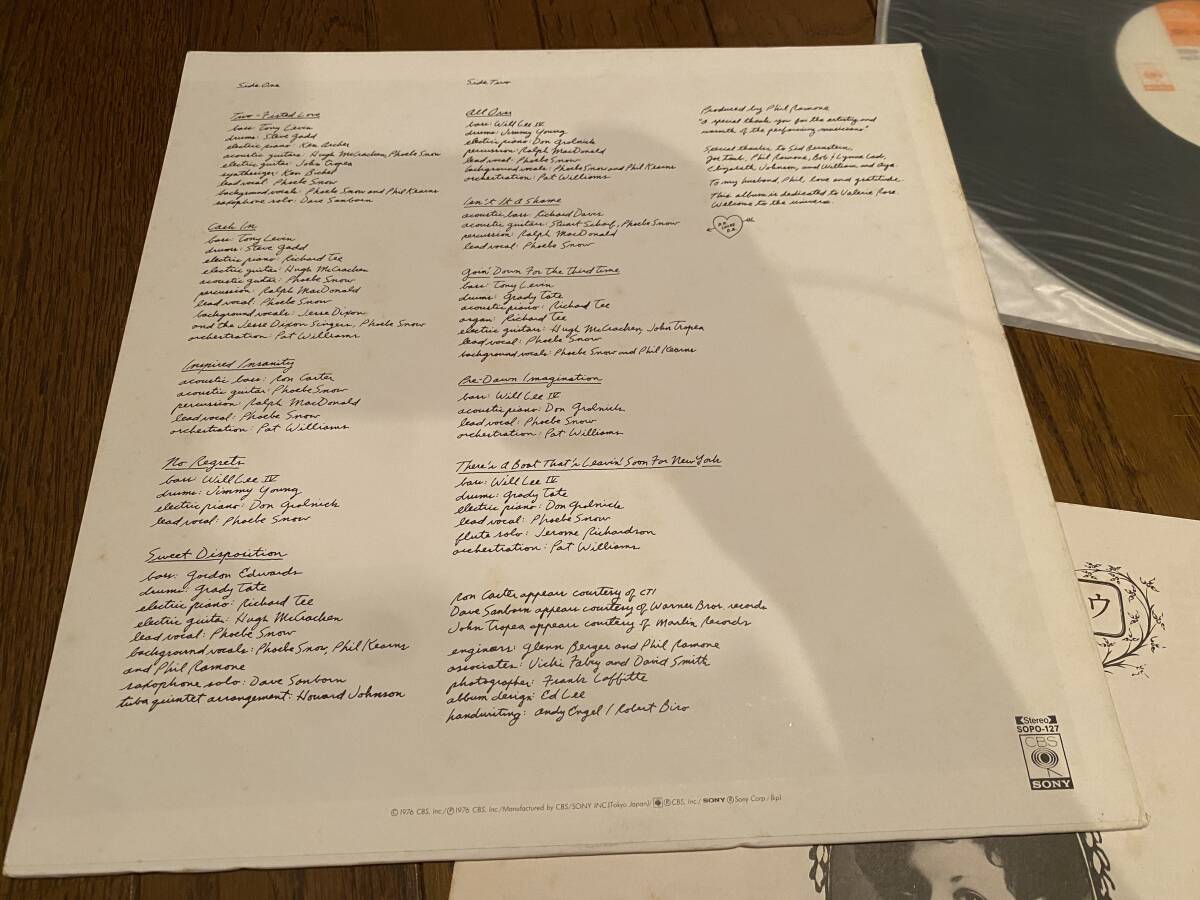 Side One
Two-Fisted Love
bass: Tony Levin
drums: Steve Gadd
electric piano: Ken Ascher
acoustic guitars: Hugh McCracken, Phoebe Snow
electric guitar: John Tropea
synthesizer: Ken Bichel
lead vocal: Phoebe Snow
background vocals: Phoebe Snow and Phil Kearns
saxophone solo: Dave Sanborn
Cash In
bass: Tony Levin
drums: Steve Gadd
electric piano: Richard Tee
electric guitar: Hugh McCracken
acoustic guitar: Phoebe Snow
percussion: Ralph MacDonald
lead vocal: Phoebe Snow
background vocals: Jesse Dixon
and the Jesse Dixon Singers, Phoebe Snow
orchestration: Pat Williams
Inspired Insanity
acoustic bass: Ron Carter
acoustic guitar: Phoebe Snow
percussion: Ralph MacDonald
lead vocal: Phoebe Snow
orchestration: Pat Williams
No Regrets
bass: Will Lee IV
drums: Jimmy Young
electric piano: Don Grolnick
lead vocal: Phoebe Snow
Sweet Disposition
bass: Gordon Edwards
drums: Grady Tate
electric piano: Richard Tee
electric guitar: Hugh McCracken
lead vocal: Phoebe Snow
background vocals: Phoebe Snow, Phil Kearns
and Phil Ramone
saxophone solo: Dave Sanborn
tuba quintet arrangement: Howard Johnson
Side Two
All Over
bass: Will Lee IV
drums: Jimmy Young
electric piano: Don Grolnick
percussion: Ralph MacDonald
lead vocal: Phoebe Snow
background vocals: Phoebe Snow and Phil Kearns
orchestration: Pat Williams
Isn't It A Shame
acoustic bass: Richard Davis
acoustic guitars: Stuart Scharf, Phoebe Snow
percussion: Ralph MacDonald
lead vocal: Phoebe Snow
Goin' Down For The Third Time
bass: Tony Levin
drums: Grady Tate
acoustic piano: Richard Tee
organ: Richard Tee
electric guitars: Hugh McCracken, John Tropea
lead vocal: Phoebe Snow
background vocals: Phoebe Snow and Phil Kearns
Pre-Dawn Imagination
bass: Will Lee IV
acoustic piano: Don Grolnick
lead vocal: Phoebe Snow
orchestration: Pat Williams
There's A Boat That's Leavin' Soon For New York
bass: Will Lee IV
drums: Grady Tate
electric piano: Don Grolnick
lead vocal: Phoebe Snow
flute solo: Jerome Richardson
orchestration: Pat Williams
Ron Carter appears courtesy of CTI
Dave Sanborn appears courtesy of Warner Bros. records
John Tropea appears courtesy of Marlin Records
engineers: Glenn Berger and Phil Ramone
associates: Vicki Fabry and David Smith
photographer: Frank Laffitte
album design: Ed Lee
handwriting: Andy Engel / Robert Biro
Produced by Phil Ramone
"a special thank you for the artistry and
warmth of the performing musicians"
Special thanks to Sid Bernstein,
Phil Ramone, Bob & Lynne
Elizabeth Johnson, and William and
To my husband, Phil, love and gratitude.
This album is dedicated to Valerie Rose.
Welcome to the universe.
Stereo
SOPO-127
CBS
SONY
©1976 CBS, Inc./℗1976 CBS, Inc./Manufactured by CBS/SONY INC.(Tokyo Japan)/ ®CBS, Inc./ SONY ®Sony Corp./(kp)
ウ